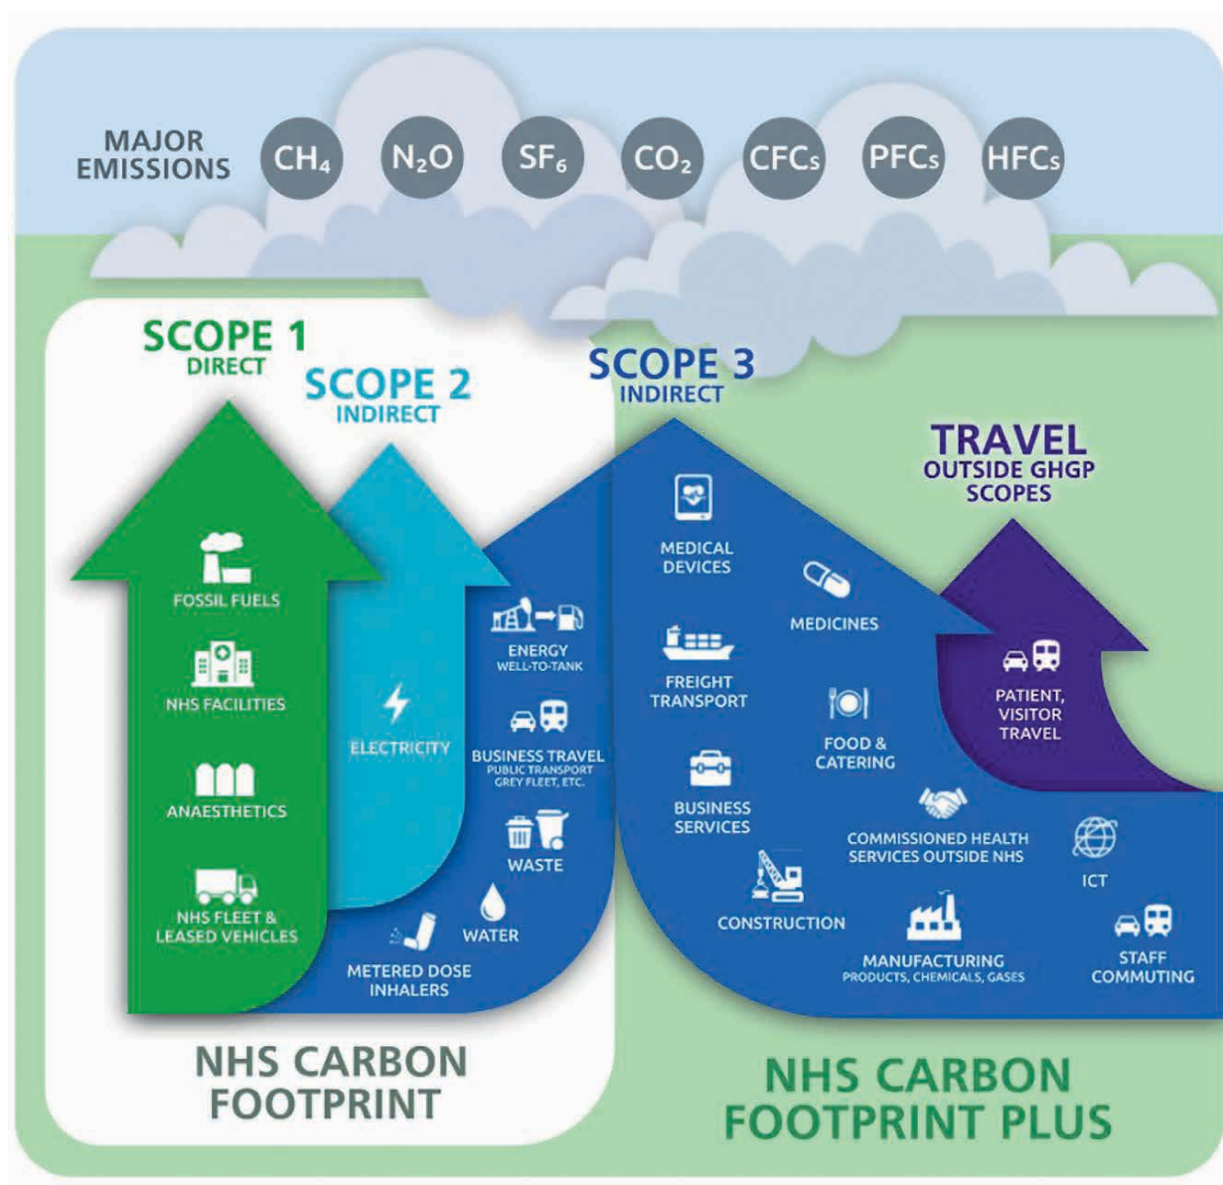 MAJOR
EMISSIONS
CH₄
N₂O
SF₆
CO₂
CFCs
PFCs
HFCs
SCOPE 1
DIRECT
SCOPE 2
INDIRECT
SCOPE 3
INDIRECT
TRAVEL
OUTSIDE GHGP
SCOPES
FOSSIL FUELS
NHS FACILITIES
ANAESTHETICS
NHS FLEET &
LEASED VEHICLES
ELECTRICITY
ENERGY
WELL-TO-TANK
BUSINESS TRAVEL
PUBLIC TRANSPORT
GREY FLEET, ETC.
WASTE
WATER
METERED DOSE
INHALERS
MEDICAL
DEVICES
MEDICINES
FREIGHT
TRANSPORT
FOOD &
CATERING
BUSINESS
SERVICES
COMMISSIONED HEALTH
SERVICES OUTSIDE NHS
CONSTRUCTION
MANUFACTURING
PRODUCTS, CHEMICALS, GASES
ICT
STAFF
COMMUTING
PATIENT,
VISITOR
TRAVEL
NHS CARBON
FOOTPRINT
NHS CARBON
FOOTPRINT PLUS